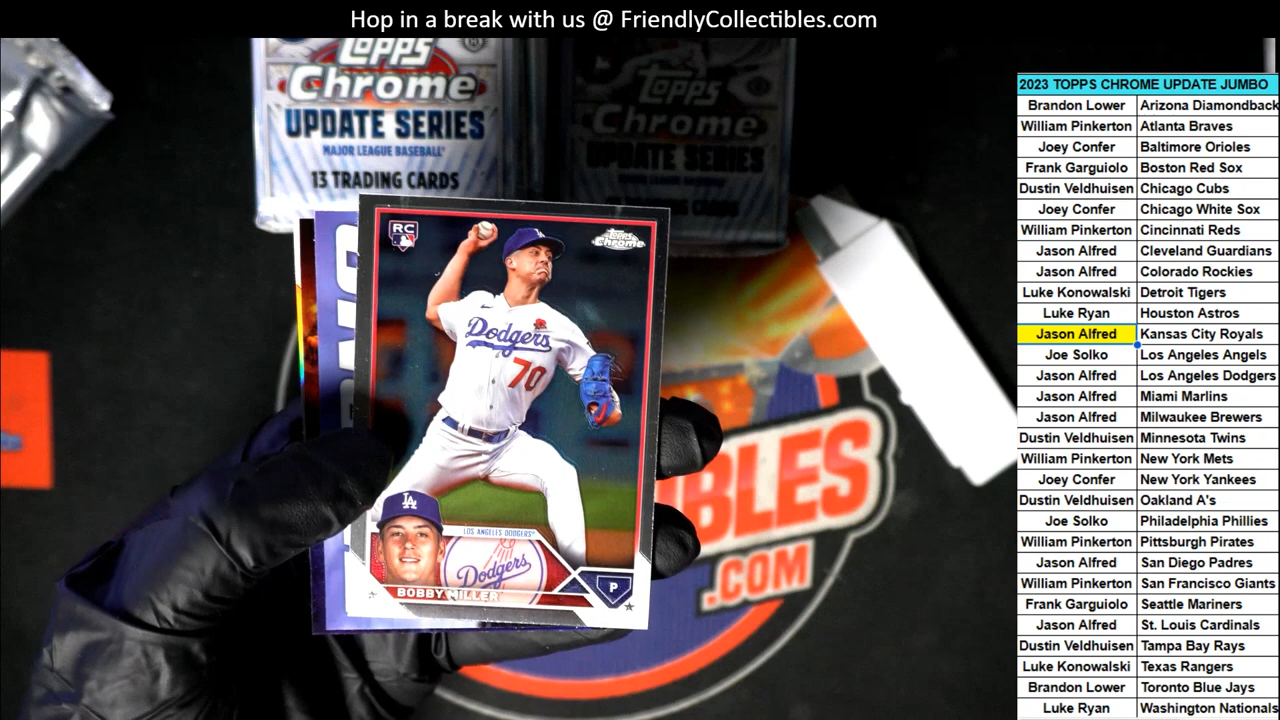 Hop in a break with us @ FriendlyCollectibles.com
Topps
Chrome
UPDATE SERIES
MAJOR LEAGUE BASEBALL
13 TRADING CARDS
Topps
Chrome
UPDATE SERIES
RC
Topps
Chrome
Dodgers
70
LA
LOS ANGELES DODGERS
Dodgers
BOBBY MILLER
P
IBLES
.COM
2023 TOPPS CHROME UPDATE JUMBO
Brandon Lower Arizona Diamondback
William Pinkerton Atlanta Braves
Joey Confer Baltimore Orioles
Frank Garguiolo Boston Red Sox
Dustin Veldhuisen Chicago Cubs
Joey Confer Chicago White Sox
William Pinkerton Cincinnati Reds
Jason Alfred Cleveland Guardians
Jason Alfred Colorado Rockies
Luke Konowalski Detroit Tigers
Luke Ryan Houston Astros
Jason Alfred Kansas City Royals
Joe Solko Los Angeles Angels
Jason Alfred Los Angeles Dodgers
Jason Alfred Miami Marlins
Jason Alfred Milwaukee Brewers
Dustin Veldhuisen Minnesota Twins
William Pinkerton New York Mets
Joey Confer New York Yankees
Dustin Veldhuisen Oakland A's
Joe Solko Philadelphia Phillies
William Pinkerton Pittsburgh Pirates
Jason Alfred San Diego Padres
William Pinkerton San Francisco Giants
Frank Garguiolo Seattle Mariners
Jason Alfred St. Louis Cardinals
Dustin Veldhuisen Tampa Bay Rays
Luke Konowalski Texas Rangers
Brandon Lower Toronto Blue Jays
Luke Ryan Washington Nationals